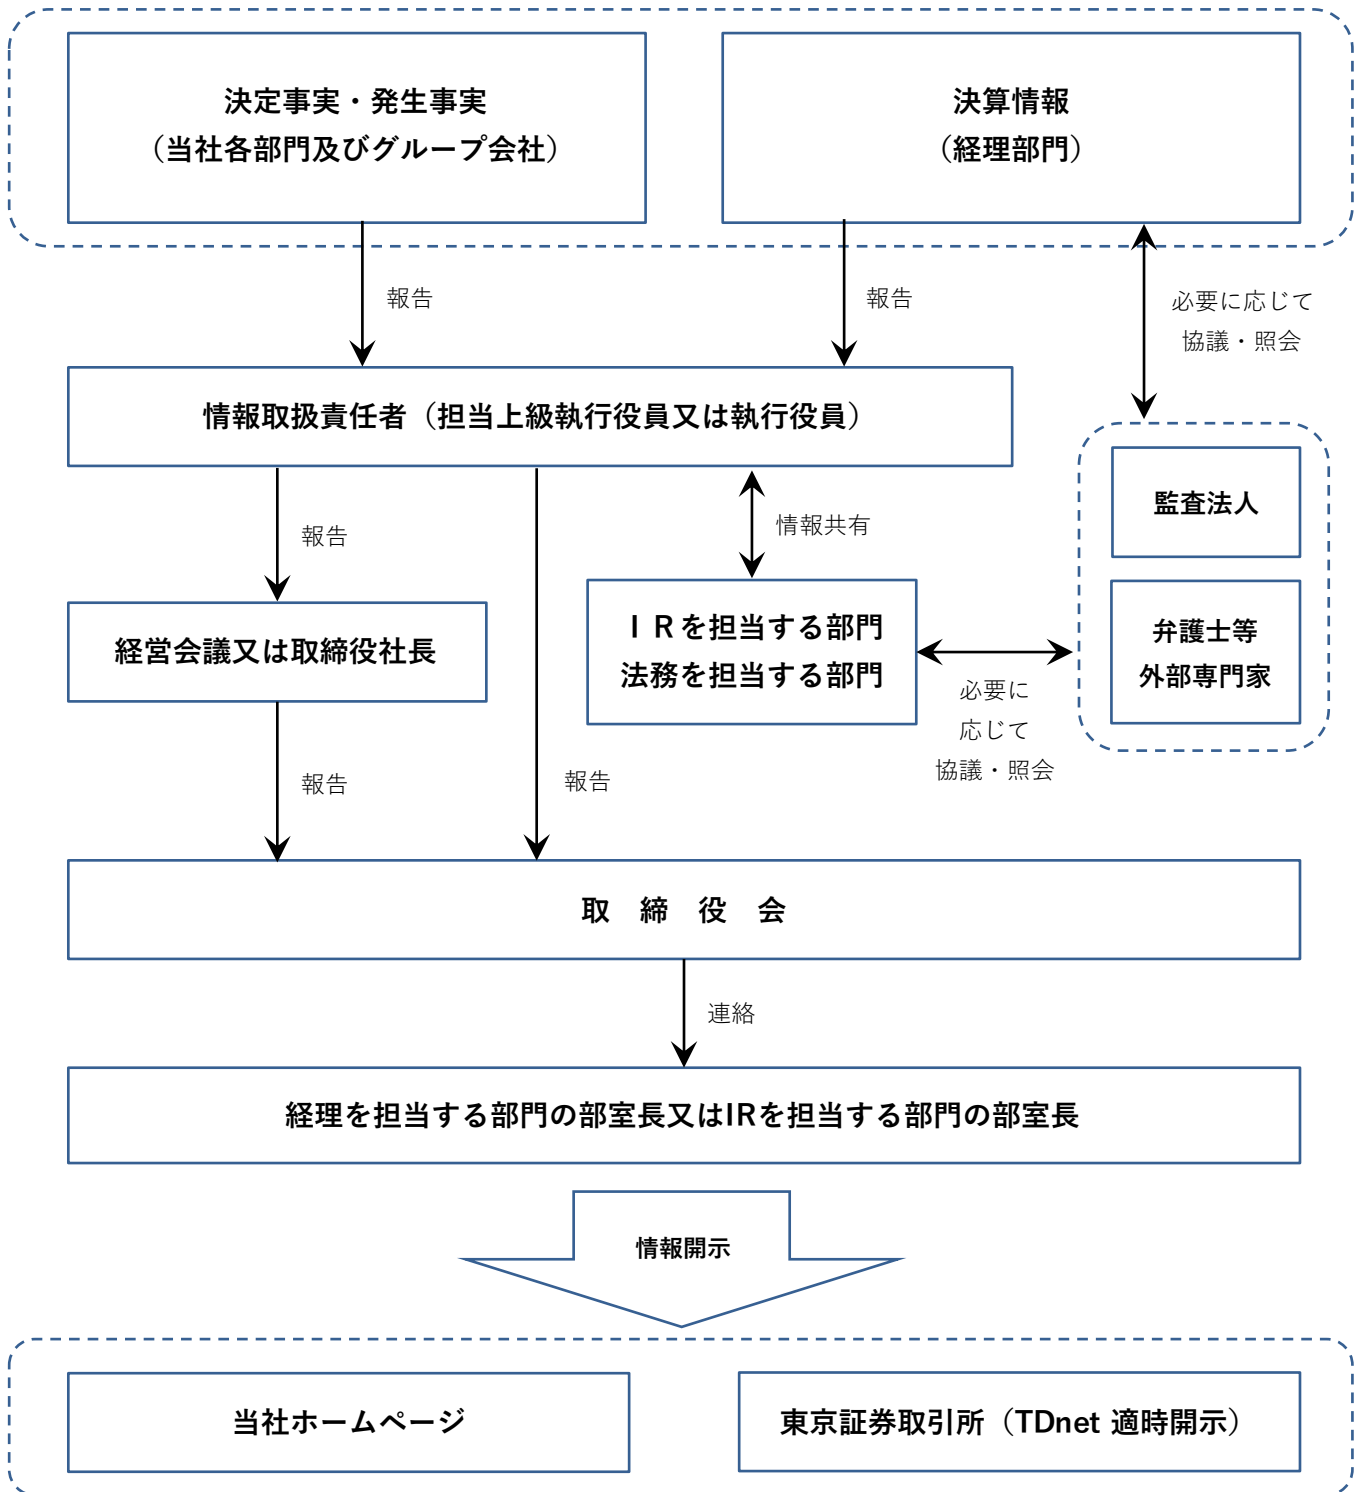 決定事実・発生事実
（当社各部門及びグループ会社）
決算情報
（経理部門）
報告
報告
必要に応じて
協議・照会
情報取扱責任者（担当上級執行役員又は執行役員）
監査法人
報告
情報共有
弁護士等
外部専門家
経営会議又は取締役社長
ＩＲを担当する部門
法務を担当する部門
必要に
応じて
協議・照会
報告
報告
取　締　役　会
連絡
経理を担当する部門の部室長又はIRを担当する部門の部室長
情報開示
当社ホームページ
東京証券取引所（TDnet 適時開示）